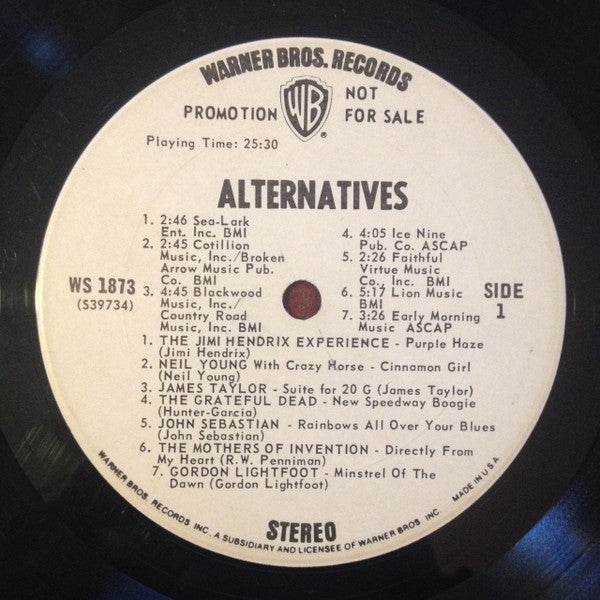 WARNER BROS. RECORDS
PROMOTION WB NOT
FOR SALE
®
Playing Time: 25:30
ALTERNATIVES
1. 2:46 Sea-Lark
Ent. Inc. BMI
2. 2:45 Cotillion
Music, Inc./Broken
Arrow Music Pub.
Co. BMI
3. 4:45 Blackwood
Music, Inc./
Country Road
Music, Inc. BMI
4. 4:05 Ice Nine
Pub. Co. ASCAP
5. 2:26 Faithful
Virtue Music
Co., Inc. BMI
6. 5:17 Lion Music
BMI
7. 3:26 Early Morning
Music ASCAP
WS 1873
(S39734)
SIDE
1
1. THE JIMI HENDRIX EXPERIENCE - Purple Haze
(Jimi Hendrix)
2. NEIL YOUNG With Crazy Horse - Cinnamon Girl
(Neil Young)
3. JAMES TAYLOR - Suite for 20 G (James Taylor)
4. THE GRATEFUL DEAD - New Speedway Boogie
(Hunter-Garcia)
5. JOHN SEBASTIAN - Rainbows All Over Your Blues
(John Sebastian)
6. THE MOTHERS OF INVENTION - Directly From
My Heart (R.W. Penniman)
7. GORDON LIGHTFOOT - Minstrel Of The
Dawn (Gordon Lightfoot)
STEREO
WARNER BROS. RECORDS INC. A SUBSIDIARY AND LICENSEE OF WARNER BROS INC. MADE IN U.S.A.